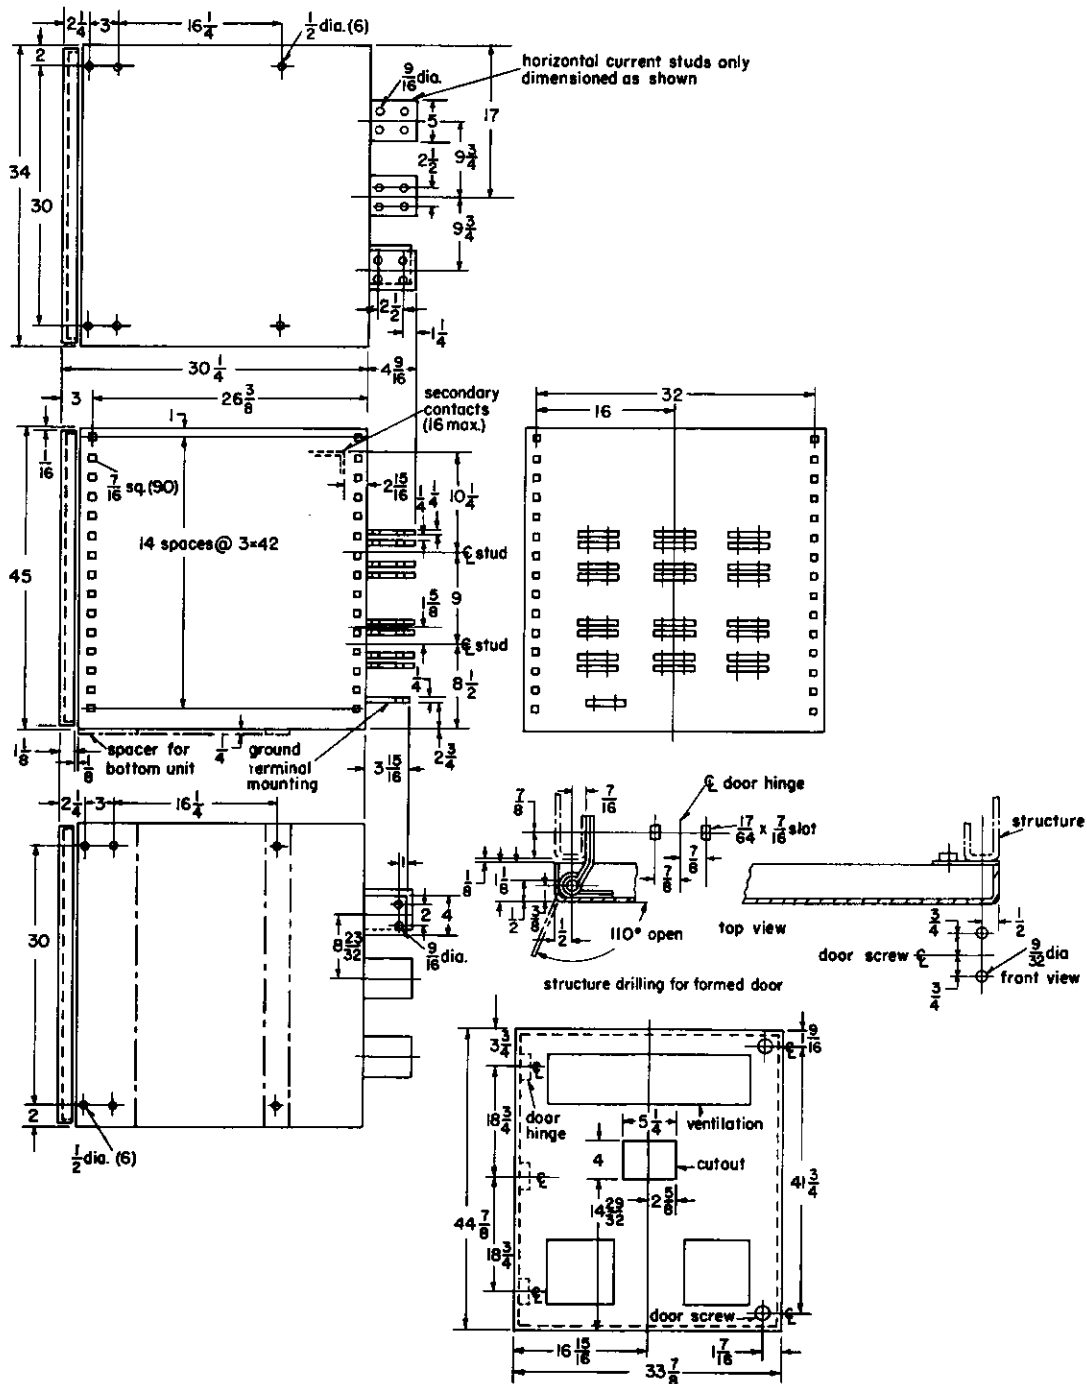 2 1/4 3 16 1/4 1/2 dia. (6)
horizontal current studs only
dimensioned as shown
9/16 dia.
2
34
30
5
17
9 3/4
2 1/2
9 3/4
2 1/2
1 1/4
30 1/4 4 9/16
3 26 3/8
secondary
contacts
(16 max.)
1
1/16
7/16 sq. (90)
2 15/16
1/4 1/4
10 1/4
14 spaces @ 3=42
℄ stud
45
9
1 5/8
℄ stud
8 1/2
1/4
2 3/4
1 1/8
1/8
spacer for
bottom unit
1/4
ground
terminal
mounting
3 15/16
32
16
2 1/4 3 16 1/4
30
1
2 4
8 23/32
9/16 dia.
2
1/2 dia. (6)
7/8
7/16
℄ door hinge
17/64 x 7/16 slot
7/8
7/8
1/8
1/8
1/2
3/8
1/2
110° open
structure drilling for formed door
structure
top view
3/4
1/2
door screw ℄
9/32 dia
front view
3/4
3 3/4
1 9/16
℄
℄
door
hinge
18 3/4
5 1/4
ventilation
4
cutout
℄
2 5/8
14 29/32
41 3/4
44 7/8
18 3/4
℄
door screw
℄
16 15/16
1 7/16
33 7/8